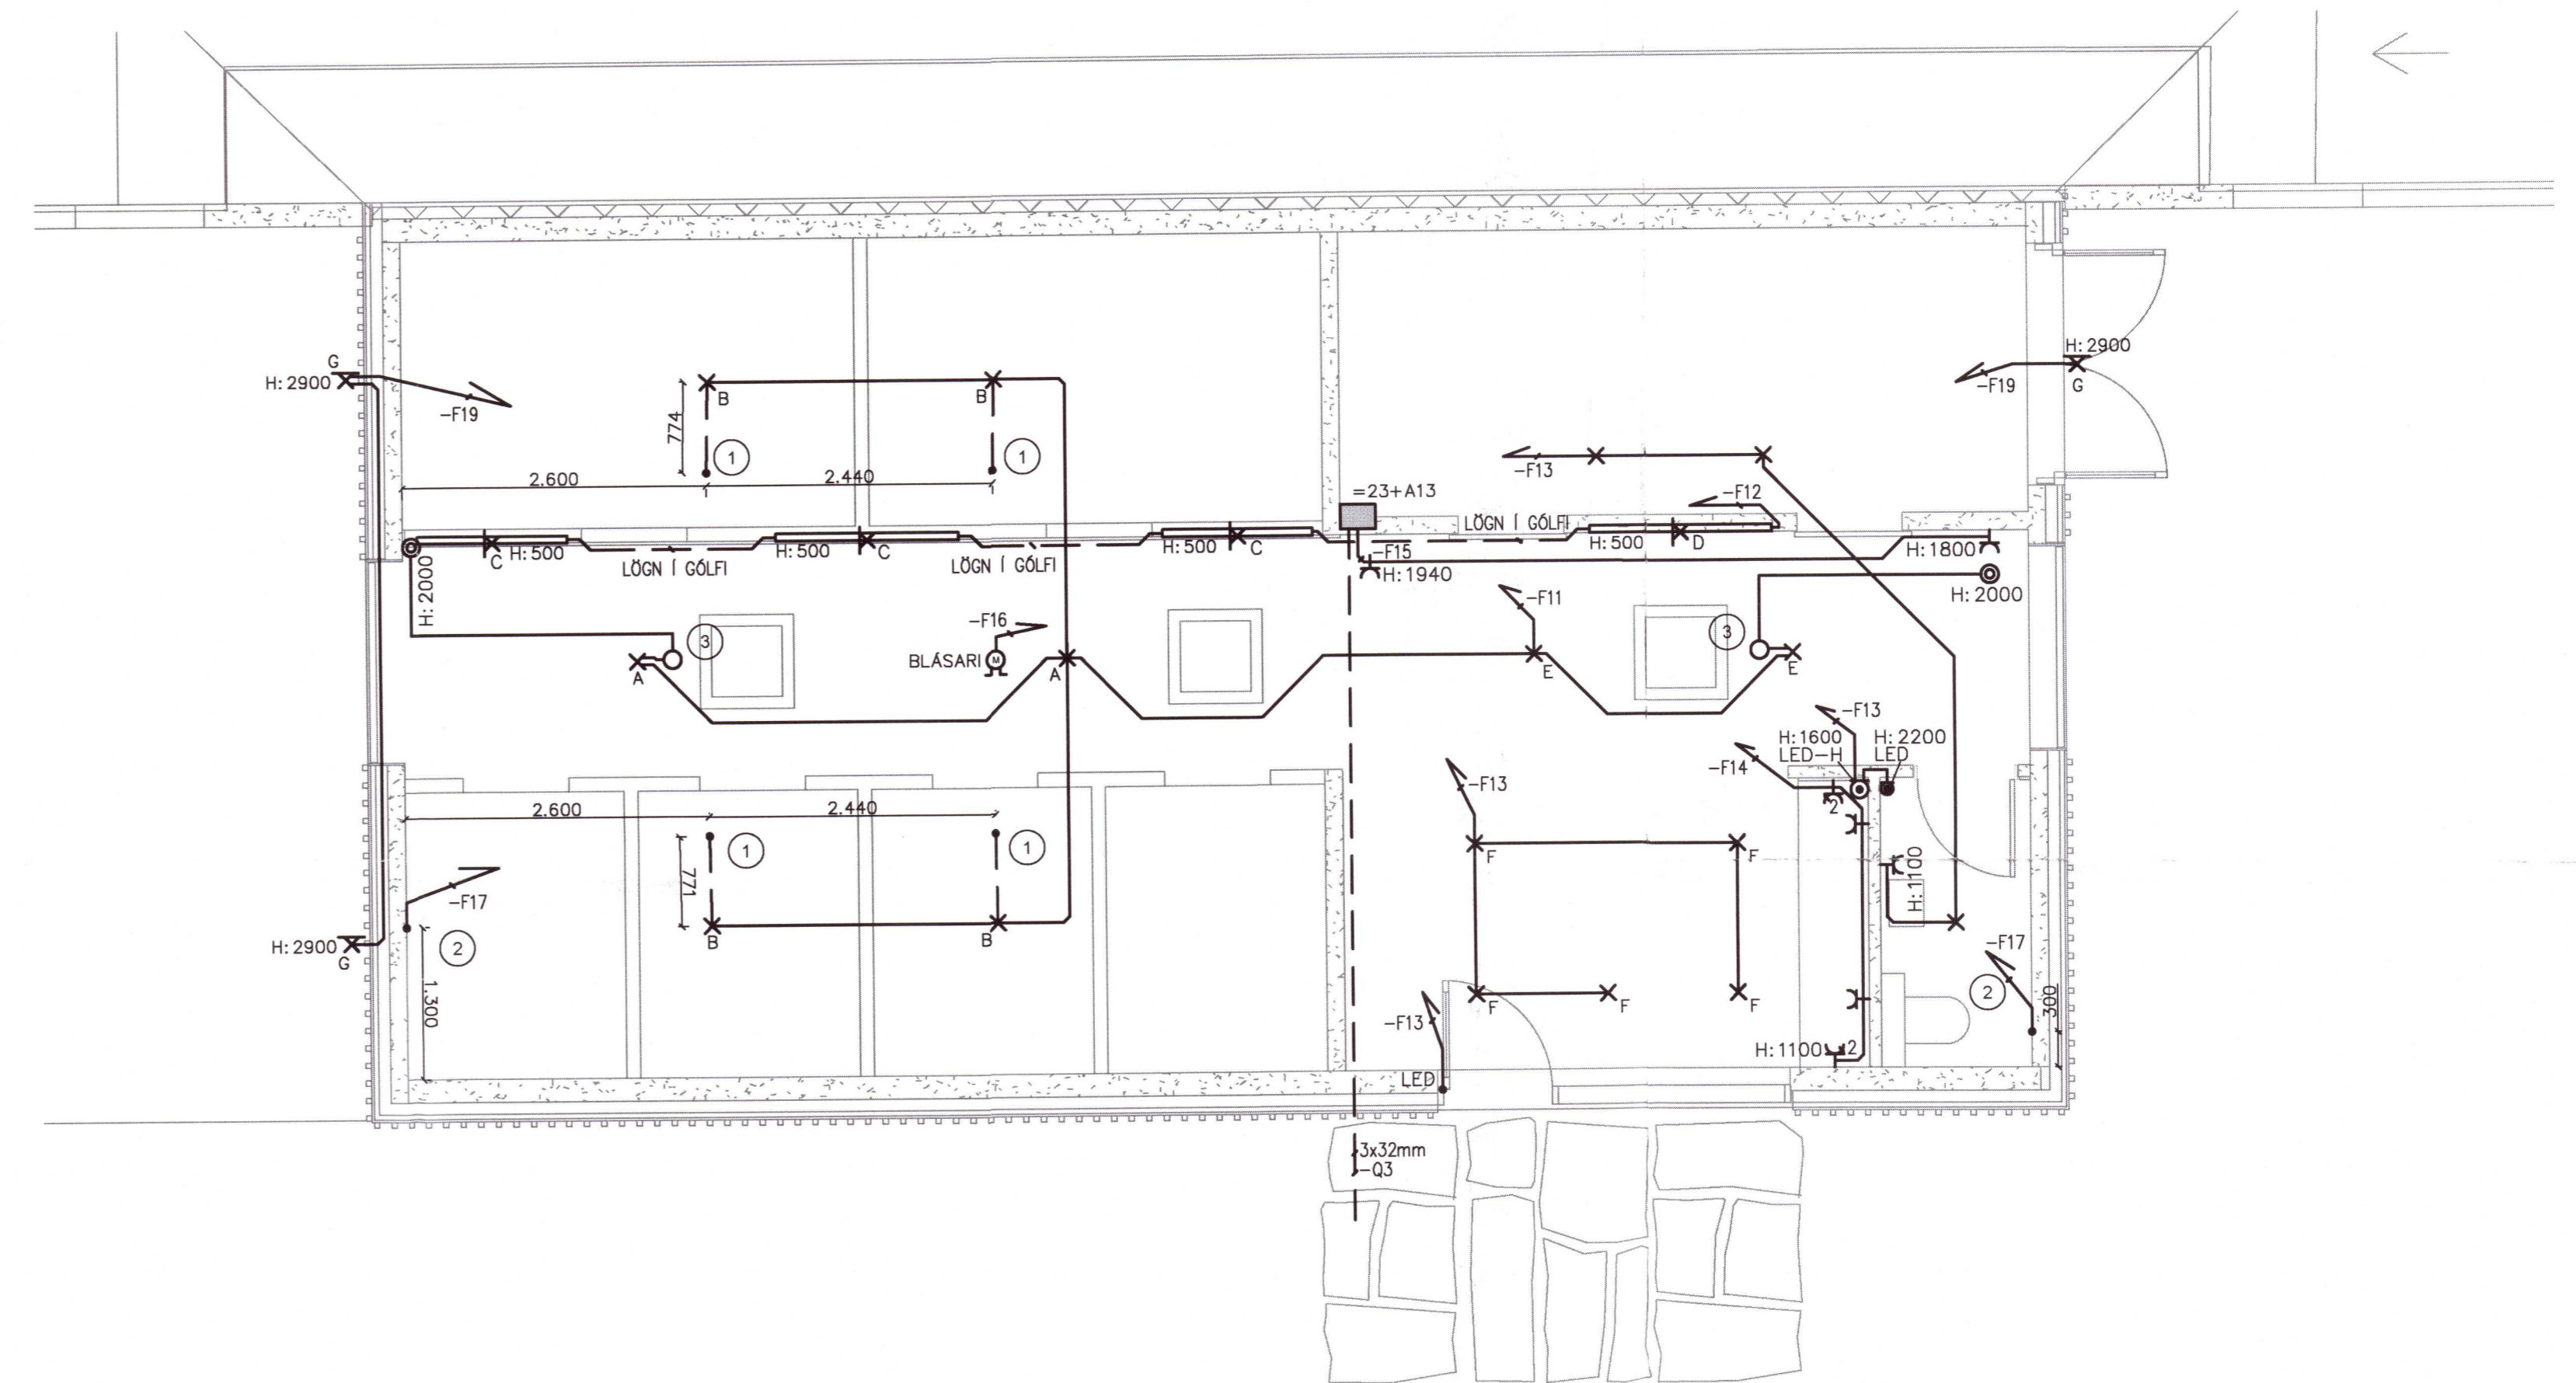 G
H:2900
-F19
B
B
774
1
1
2.600
2.440
H:2900
G
-F19
-F13
=23+A13
-F12
LÖGN Í GÓLFI
C
H:500
LÖGN Í GÓLFI
H:500
C
LÖGN Í GÓLFI
H:500
C
-F15
H:1940
H:500
D
H:1800
H:2000
H:2000
-F11
-F16
BLÁSARI
M
3
A
A
E
3
E
-F13
H:1600
LED-H
H:2200
LED
-F14
2
-F13
2.600
2.440
771
1
1
B
B
-F17
2
H:2900
G
1.300
F
F
F
F
F
H:1100
-F17
2
300
-F13
LED
H:1100
2
3x32mm
-Q3